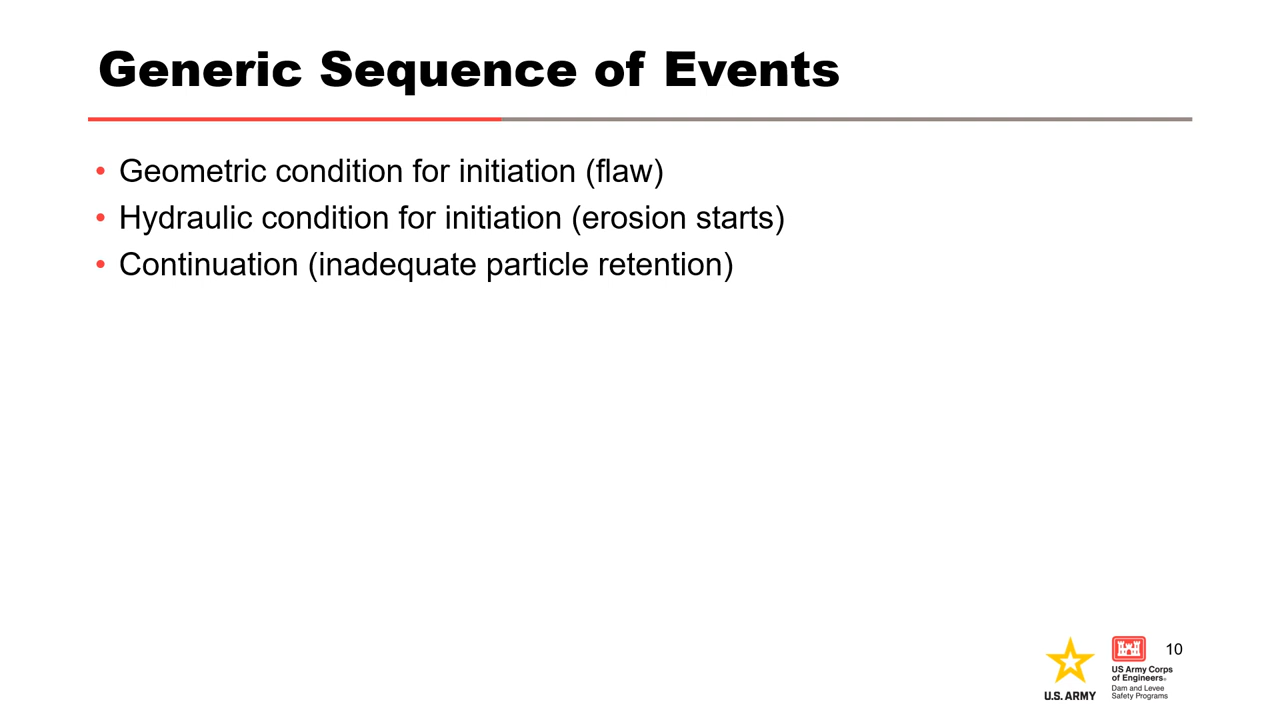 Generic Sequence of Events
• Geometric condition for initiation (flaw)
• Hydraulic condition for initiation (erosion starts)
• Continuation (inadequate particle retention)
10
U.S. ARMY
US Army Corps
of Engineers®
Dam and Levee
Safety Programs